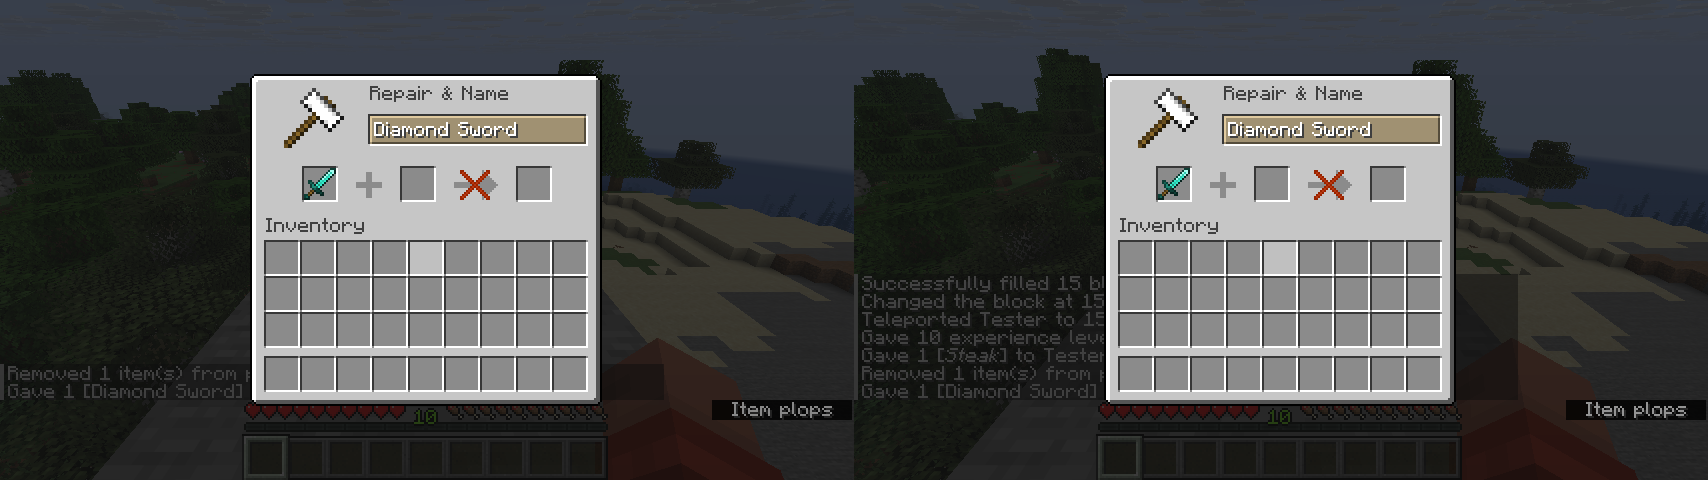 Repair & Name
Diamond Sword
Inventory
Removed 1 item(s) from
Gave 1 [Diamond Sword]
10
Item plops
Repair & Name
Diamond Sword
Inventory
Successfully filled 15
Changed the block at 15
Teleported Tester to 15
Gave 10 experience
Gave 1 [Steak] to Tester
Removed 1 item(s) from
Gave 1 [Diamond Sword]
10
Item plops